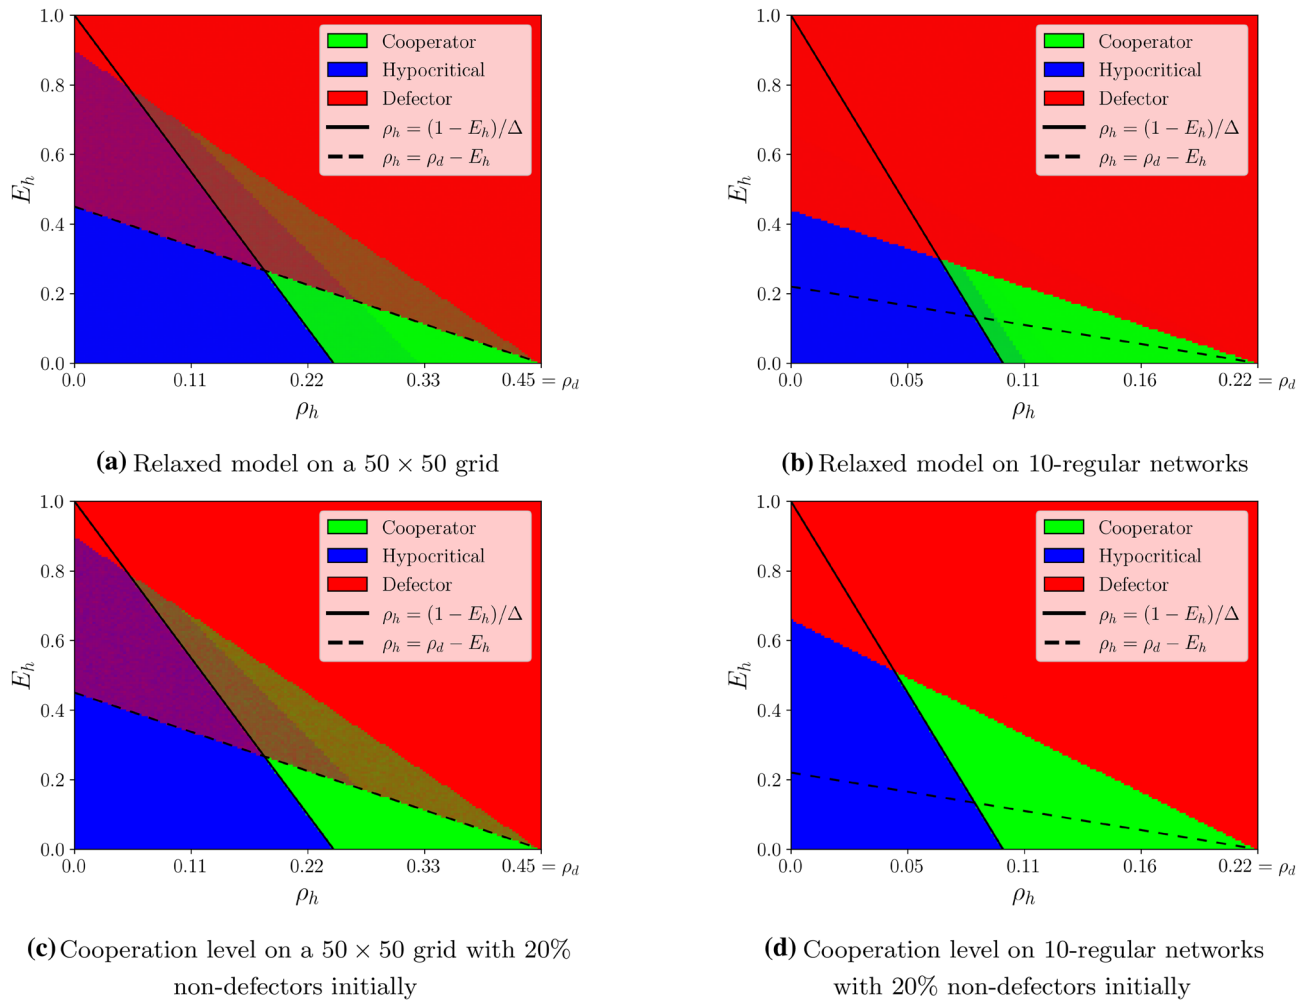 1.0
0.8
0.6
0.4
0.2
0.0
E_h
Cooperator
Hypocritical
Defector
ρ_h = (1 − E_h)/Δ
ρ_h = ρ_d − E_h
0.0 0.11 0.22 0.33 0.45 = ρ_d
ρ_h
(a) Relaxed model on a 50 × 50 grid
1.0
0.8
0.6
0.4
0.2
0.0
E_h
Cooperator
Hypocritical
Defector
ρ_h = (1 − E_h)/Δ
ρ_h = ρ_d − E_h
0.0 0.05 0.11 0.16 0.22 = ρ_d
ρ_h
(b) Relaxed model on 10-regular networks
1.0
0.8
0.6
0.4
0.2
0.0
E_h
Cooperator
Hypocritical
Defector
ρ_h = (1 − E_h)/Δ
ρ_h = ρ_d − E_h
0.0 0.11 0.22 0.33 0.45 = ρ_d
ρ_h
(c) Cooperation level on a 50 × 50 grid with 20%
non-defectors initially
1.0
0.8
0.6
0.4
0.2
0.0
E_h
Cooperator
Hypocritical
Defector
ρ_h = (1 − E_h)/Δ
ρ_h = ρ_d − E_h
0.0 0.05 0.11 0.16 0.22 = ρ_d
ρ_h
(d) Cooperation level on 10-regular networks
with 20% non-defectors initially